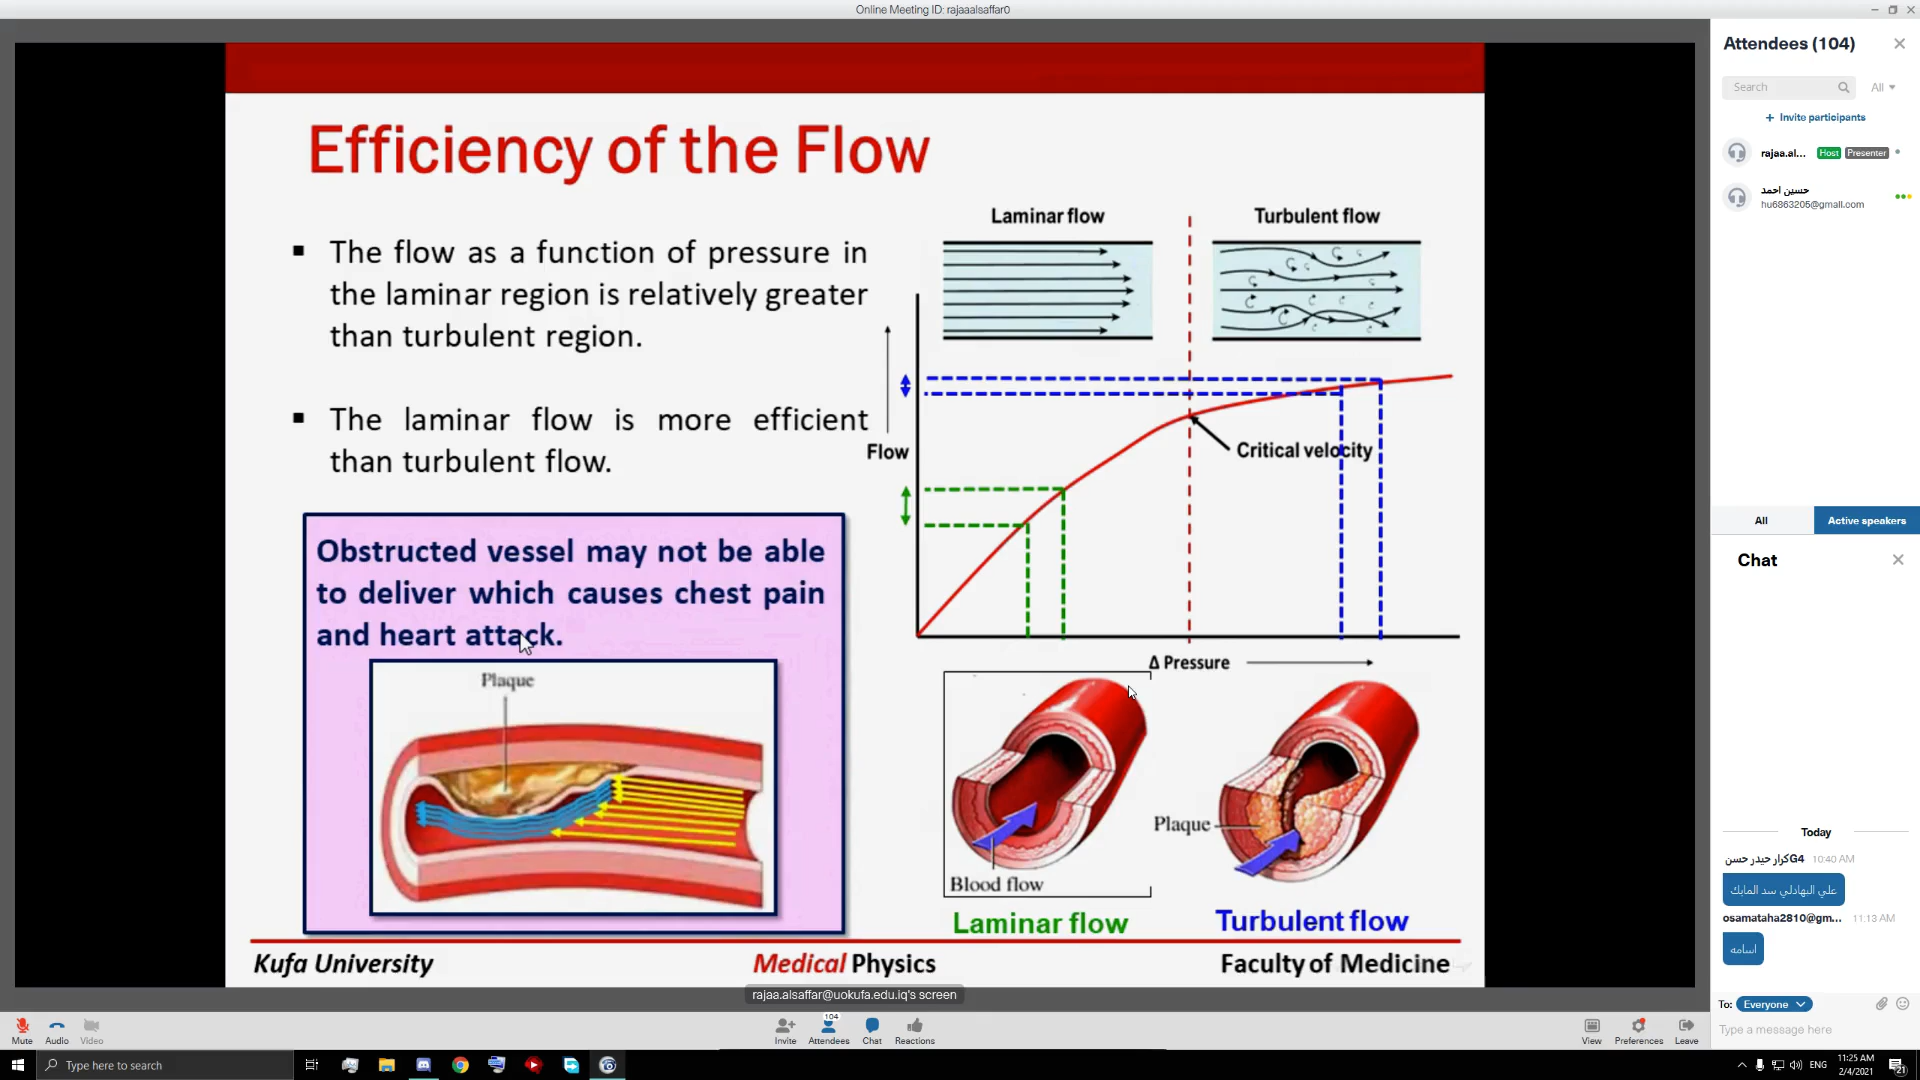 Online Meeting ID: rajaaalsaffar0
Efficiency of the Flow
▪ The flow as a function of pressure in
the laminar region is relatively greater
than turbulent region.
▪ The laminar flow is more efficient
than turbulent flow.
Obstructed vessel may not be able
to deliver which causes chest pain
and heart attack.
Plaque
Laminar flow
Turbulent flow
Flow
Critical velocity
Δ Pressure
Blood flow
Plaque
Laminar flow
Turbulent flow
Kufa University
Medical Physics
Faculty of Medicine
rajaa.alsaffar@uokufa.edu.iq's screen
Attendees (104)
Search
All
+ Invite participants
rajaa.al... Host Presenter
حسين احمد
hu6863205@gmail.com
All
Active speakers
Chat
Today
كرار حيدر حسنG4 10:40 AM
علي البهادلي سد المايك
osamataha2810@gm... 11:13 AM
اسامه
To: Everyone
Type a message here
Mute
Audio
Video
Invite
104
Attendees
Chat
Reactions
View
Preferences
Leave
Type here to search
ENG
11:25 AM
2/4/2021
21